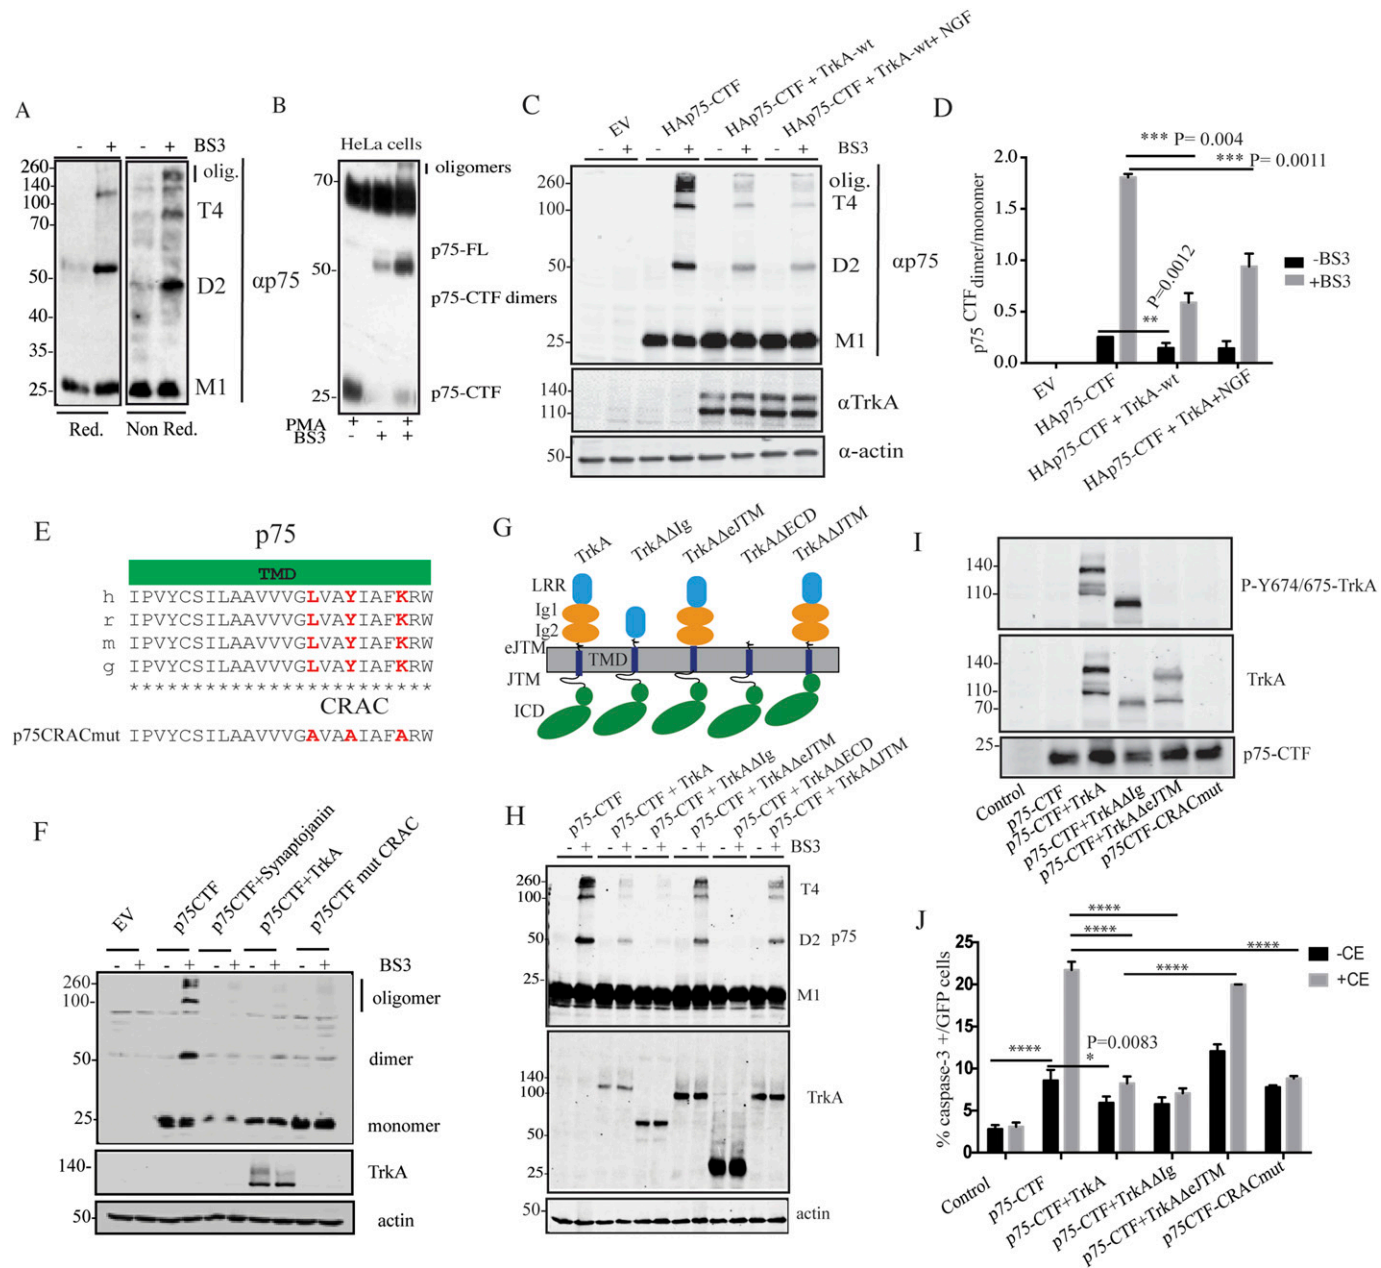 A
- + - + BS3
260
140
100
70
50
40
35
25
olig.
T4
D2
M1
αp75
Red. Non Red.
B
HeLa cells
70
50
25
oligomers
p75-FL
p75-CTF dimers
p75-CTF
PMA + - +
BS3 - + +
C
EV
HAp75-CTF
HAp75-CTF + TrkA-wt
HAp75-CTF + TrkA-wt+ NGF
- + - + - + - + BS3
260
100
50
25
olig.
T4
D2
M1
αp75
140
110
αTrkA
50
α-actin
D
*** P= 0.004
*** P= 0.0011
P=0.0012
**
p75 CTF dimer/monomer
2.0
1.5
1.0
0.5
0.0
-BS3
+BS3
EV
HAp75-CTF
HAp75-CTF + TrkA-wt
HAp75-CTF + TrkA+NGF
E
p75
TMD
h IPVYCSILAAVVVGLVAYIAFKRW
r IPVYCSILAAVVVGLVAYIAFKRW
m IPVYCSILAAVVVGLVAYIAFKRW
g IPVYCSILAAVVVGLVAYIAFKRW
************************
CRAC
p75CRACmut IPVYCSILAAVVVGAVAAIAFARW
F
EV
p75CTF
p75CTF+Synaptojanin
p75CTF+TrkA
p75CTF mut CRAC
- + - + - + - + - + BS3
260
100
50
25
oligomer
dimer
monomer
140
TrkA
50
actin
G
TrkA
TrkAΔIg
TrkAΔeJTM
TrkAΔECD
TrkAΔJTM
LRR
Ig1
Ig2
eJTM
TMD
JTM
ICD
H
p75-CTF
p75-CTF + TrkA
p75-CTF + TrkAΔIg
p75-CTF + TrkAΔeJTM
p75-CTF + TrkAΔECD
p75-CTF + TrkAΔJTM
- + - + - + - + - + - + BS3
260
100
50
25
T4
D2
p75
M1
140
100
50
25
TrkA
50
actin
I
140
110
P-Y674/675-TrkA
140
110
70
TrkA
25
p75-CTF
Control
p75-CTF
p75-CTF+TrkA
p75-CTF+TrkAΔIg
p75-CTF+TrkAΔeJTM
p75CTF-CRACmut
J
****
****
****
****
****
P=0.0083
*
% caspase-3 +/GFP cells
25
20
15
10
5
0
-CE
+CE
Control
p75-CTF
p75-CTF+TrkA
p75-CTF+TrkAΔIg
p75-CTF+TrkAΔeJTM
p75CTF-CRACmut